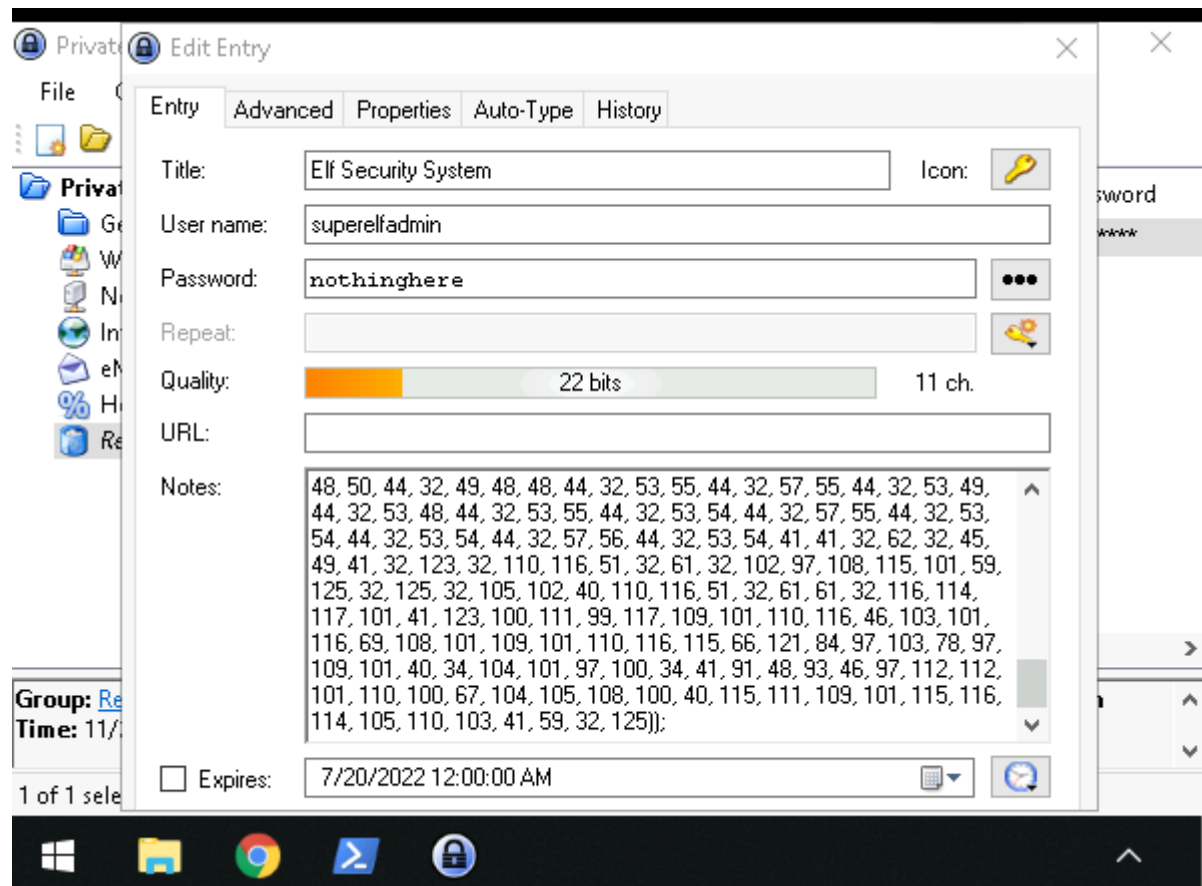 Private
Edit Entry
File
Entry Advanced Properties Auto-Type History
Title: Elf Security System Icon:
Private
sword
User name: superelfadmin
****
Password: nothinghere
Repeat:
Quality: 22 bits 11 ch.
URL:
Notes:
48, 50, 44, 32, 49, 48, 48, 44, 32, 53, 55, 44, 32, 57, 55, 44, 32, 53, 49,
44, 32, 53, 48, 44, 32, 53, 55, 44, 32, 53, 54, 44, 32, 57, 55, 44, 32, 53,
54, 44, 32, 53, 54, 44, 32, 57, 56, 44, 32, 53, 54, 41, 41, 32, 62, 32, 45,
49, 41, 32, 123, 32, 110, 116, 51, 32, 61, 32, 102, 97, 108, 115, 101, 59,
125, 32, 125, 32, 105, 102, 40, 110, 116, 51, 32, 61, 61, 32, 116, 114,
117, 101, 41, 123, 100, 111, 99, 117, 109, 101, 110, 116, 46, 103, 101,
116, 69, 108, 101, 109, 101, 110, 116, 115, 66, 121, 84, 97, 103, 78, 97,
109, 101, 40, 34, 104, 101, 97, 100, 34, 41, 91, 48, 93, 46, 97, 112, 112,
101, 110, 100, 67, 104, 105, 108, 100, 40, 115, 111, 109, 101, 115, 116,
114, 105, 110, 103, 41, 59, 32, 125));
Group: Re
Time: 11/
Expires: 7/20/2022 12:00:00 AM
1 of 1 sele